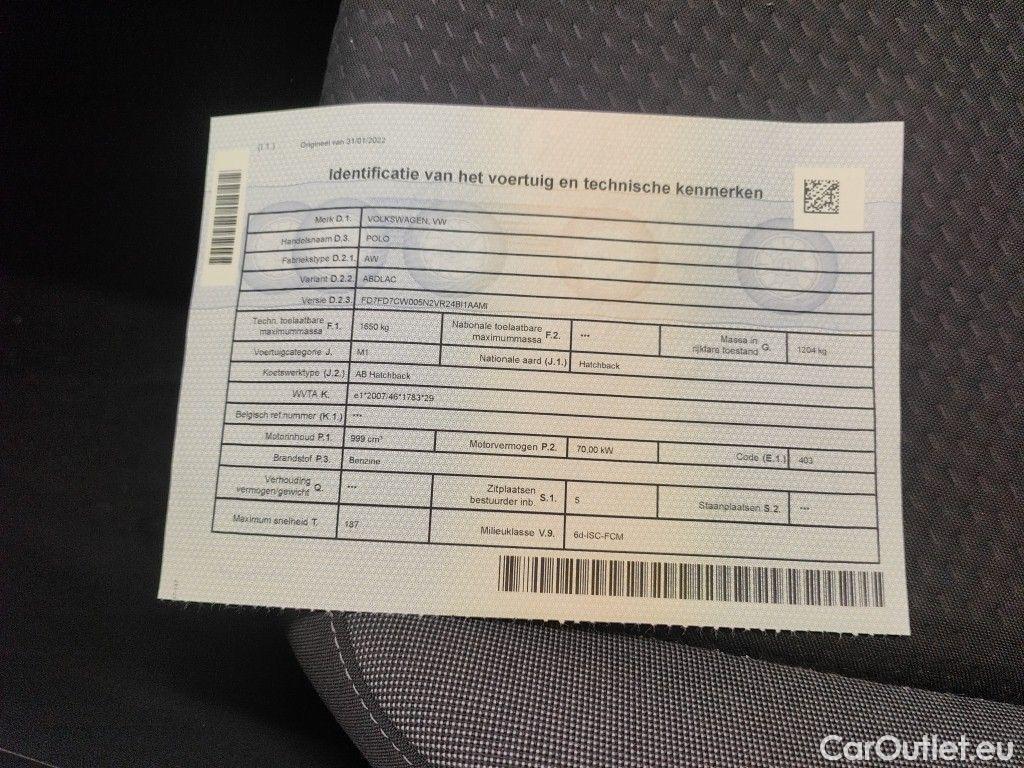 (I.1.) Origineel van 31/01/2022
Identificatie van het voertuig en technische kenmerken
Merk D.1. VOLKSWAGEN, VW
Handelsnaam D.3. POLO
Fabriekstype D.2.1. AW
Variant D.2.2. ABDLAC
Versie D.2.3. FD7FD7CW005N2VR24BI1AAMI
Techn. toelaatbare maximummassa F.1. 1650 kg Nationale toelaatbare maximummassa F.2. --- Massa in rijklare toestand G. 1204 kg
Voertuigcategorie J. M1 Nationale aard (J.1.) Hatchback
Koetswerktype (J.2.) AB Hatchback
WVTA K. e1*2007/46*1783*29
Belgisch ref.nummer (K.1.) ---
Motorinhoud P.1. 999 cm³ Motorvermogen P.2. 70,00 kW Code (E.1.) 403
Brandstof P.3. Benzine
Verhouding vermogen/gewicht Q. --- Zitplaatsen bestuurder inb. S.1. 5 Staanplaatsen S.2. ---
Maximum snelheid T. 187 Milieuklasse V.9. 6d-ISC-FCM
CarOutlet.eu